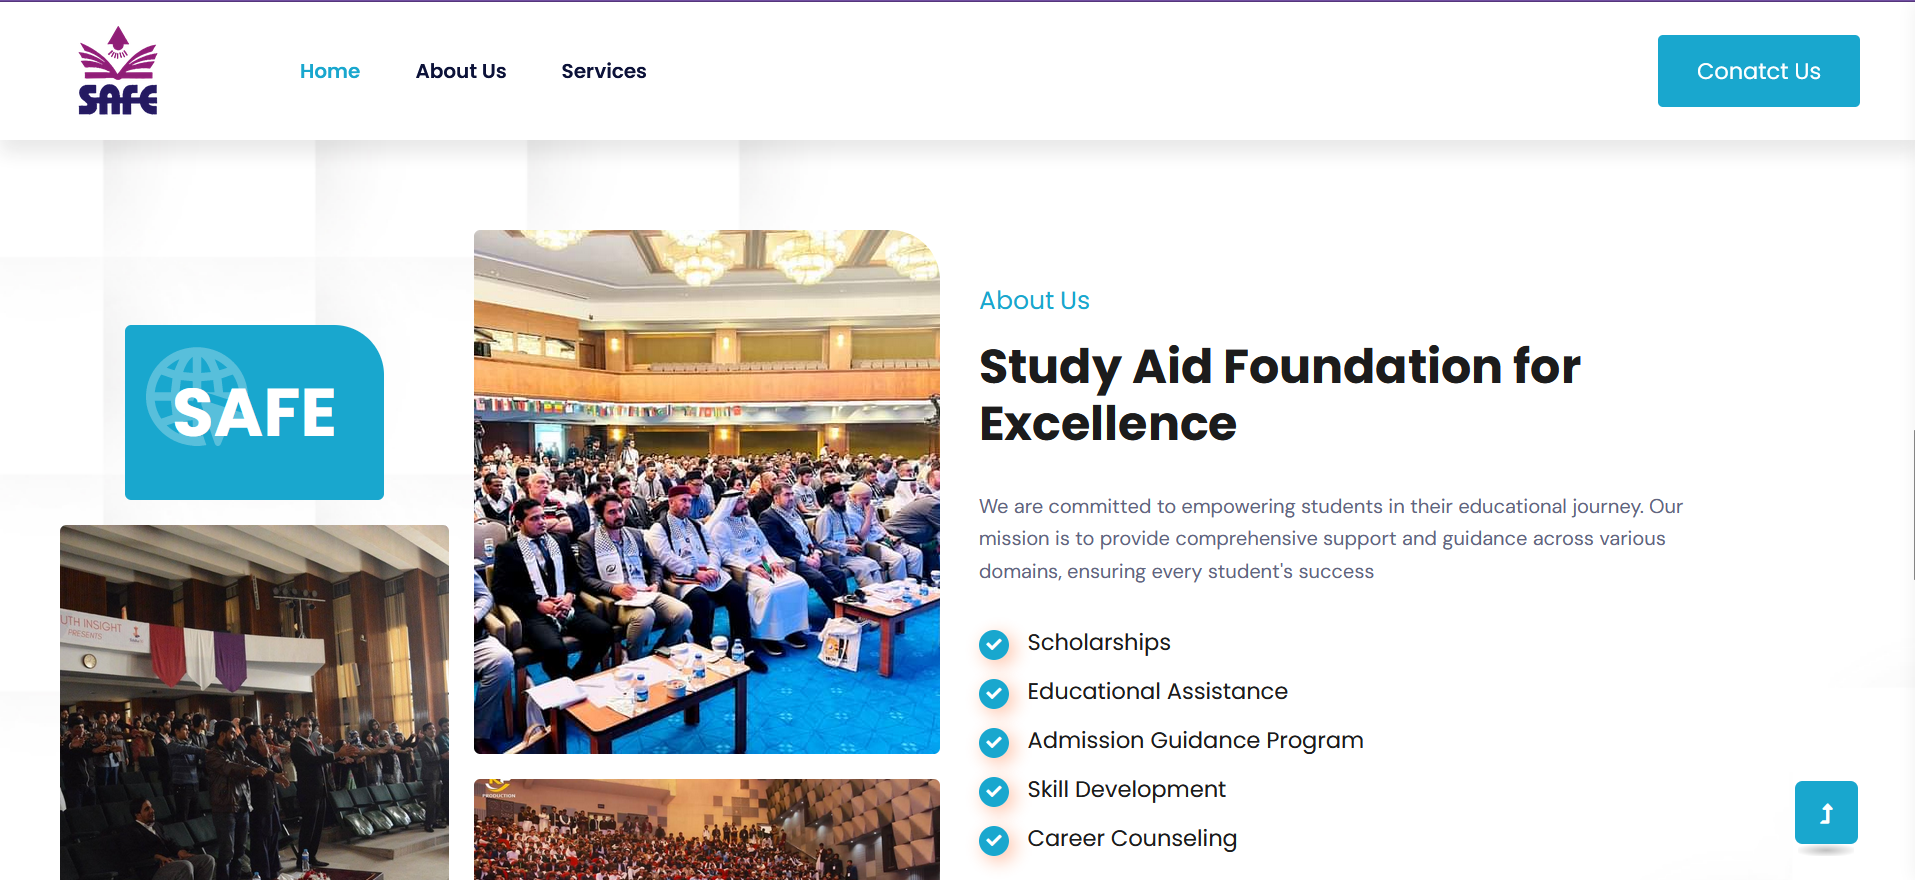 SAFE
Home
About Us
Services
Conatct Us
SAFE
UTH INSIGHT
PRESENTS
PRODUCTION
About Us
Study Aid Foundation for
Excellence
We are committed to empowering students in their educational journey. Our
mission is to provide comprehensive support and guidance across various
domains, ensuring every student's success
Scholarships
Educational Assistance
Admission Guidance Program
Skill Development
Career Counseling